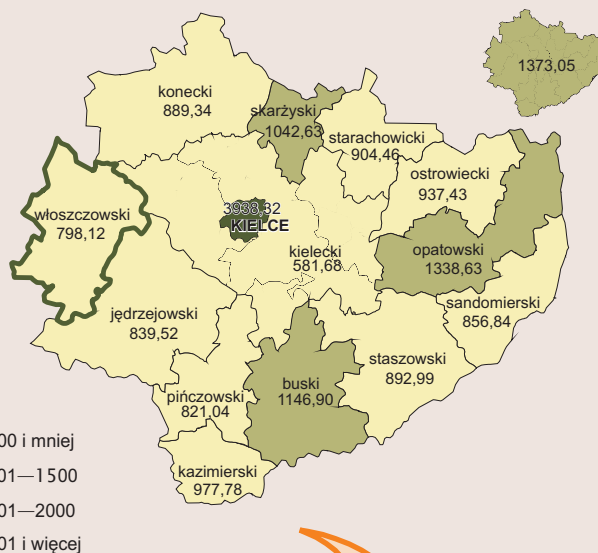 1373,05
konecki
889,34
skarżyski
1042,63
starachowicki
904,46
ostrowiecki
937,43
włoszczowski
798,12
3938,32
KIELCE
kielecki
581,68
opatowski
1338,63
sandomierski
856,84
jędrzejowski
839,52
staszowski
892,99
pińczowski
821,04
buski
1146,90
kazimierski
977,78
00 i mniej
01—1500
01—2000
01 i więcej